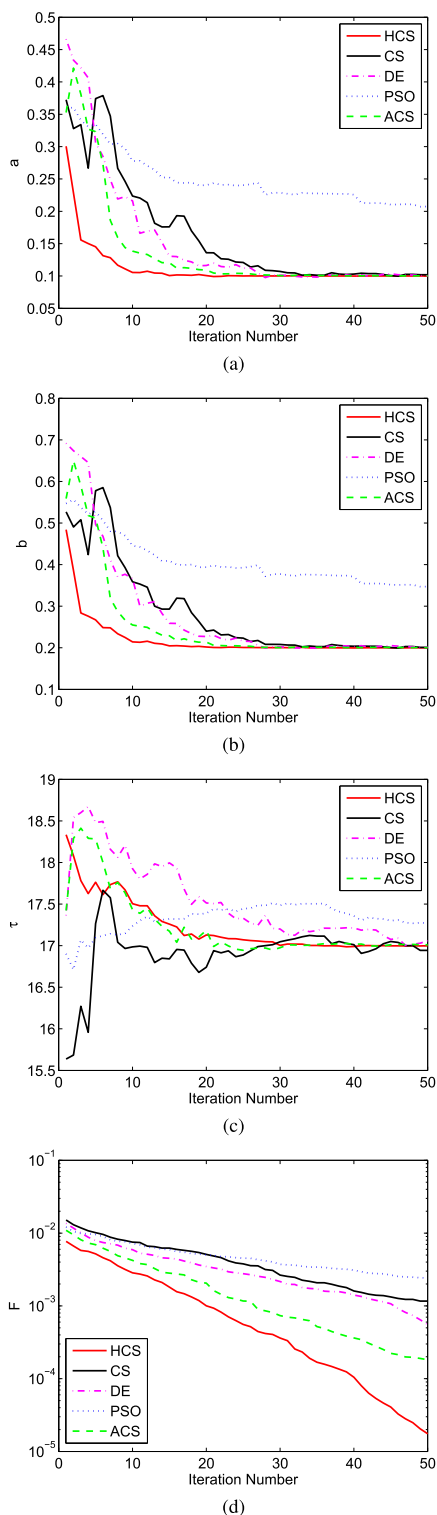 0.5
0.45
0.4
0.35
0.3
0.25
0.2
0.15
0.1
0.05
a
HCS
CS
DE
PSO
ACS
0 10 20 30 40 50
Iteration Number
(a)
0.8
0.7
0.6
0.5
0.4
0.3
0.2
0.1
b
HCS
CS
DE
PSO
ACS
0 10 20 30 40 50
Iteration Number
(b)
19
18.5
18
17.5
17
16.5
16
15.5
τ
HCS
CS
DE
PSO
ACS
0 10 20 30 40 50
Iteration Number
(c)
10⁻¹
10⁻²
10⁻³
10⁻⁴
10⁻⁵
F
HCS
CS
DE
PSO
ACS
0 10 20 30 40 50
Iteration Number
(d)